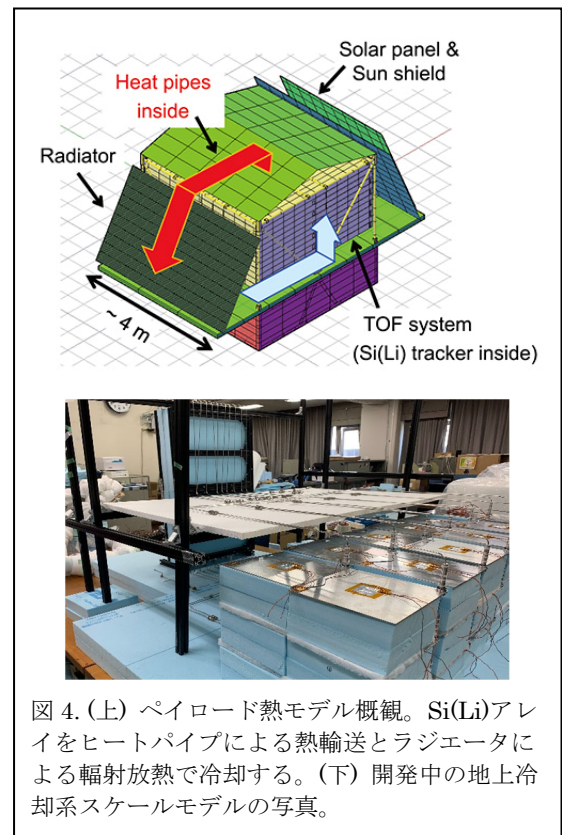 Solar panel &
Sun shield
Heat pipes
inside
Radiator
~ 4 m
TOF system
(Si(Li) tracker inside)
図 4. (上) ペイロード熱モデル概観。Si(Li)アレ
イをヒートパイプによる熱輸送とラジエータに
よる輻射放熱で冷却する。(下) 開発中の地上冷
却系スケールモデルの写真。